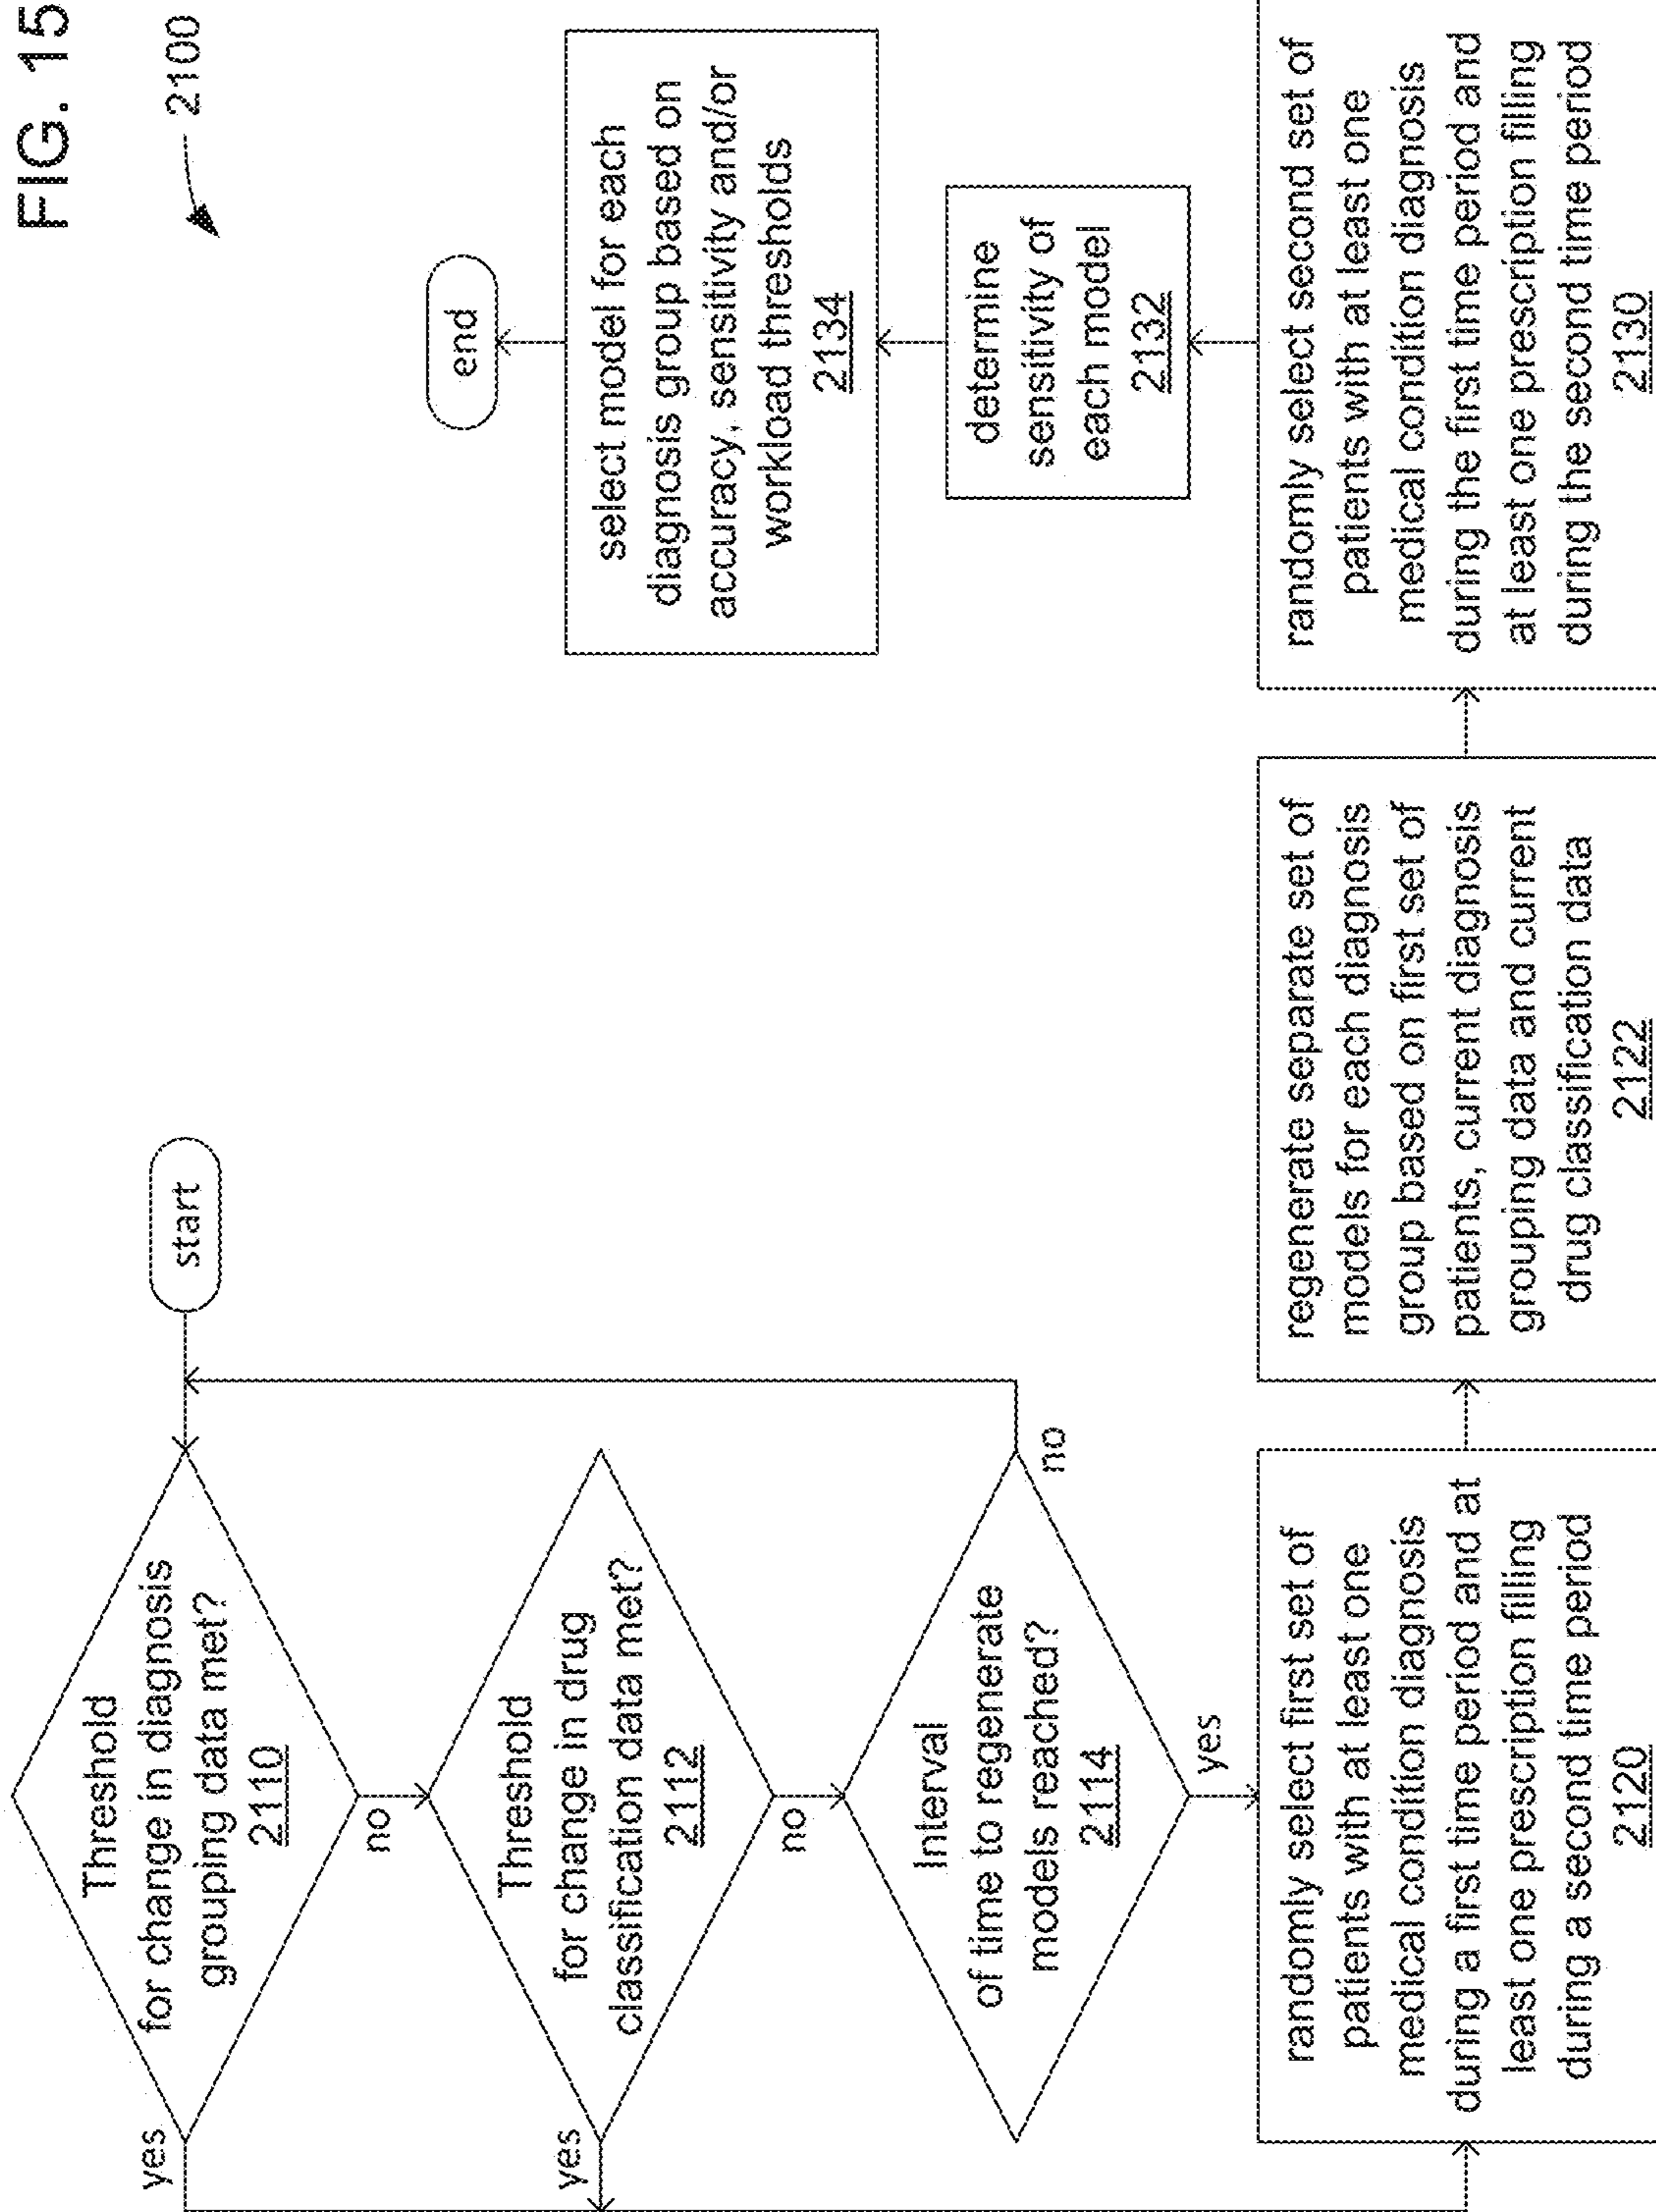 FIG. 15
2100
start
Threshold
for change in diagnosis
grouping data met?
2110
yes
no
Threshold
for change in drug
classification data met?
2112
yes
no
Interval
of time to regenerate
models reached?
2114
no
yes
randomly select first set of
patients with at least one
medical condition diagnosis
during a first time period and at
least one prescription filling
during a second time period
2120
regenerate separate set of
models for each diagnosis
group based on first set of
patients, current diagnosis
grouping data and current
drug classification data
2122
randomly select second set of
patients with at least one
medical condition diagnosis
during the first time period and
at least one prescription filling
during the second time period
2130
determine
sensitivity of
each model
2132
select model for each
diagnosis group based on
accuracy, sensitivity and/or
workload thresholds
2134
end